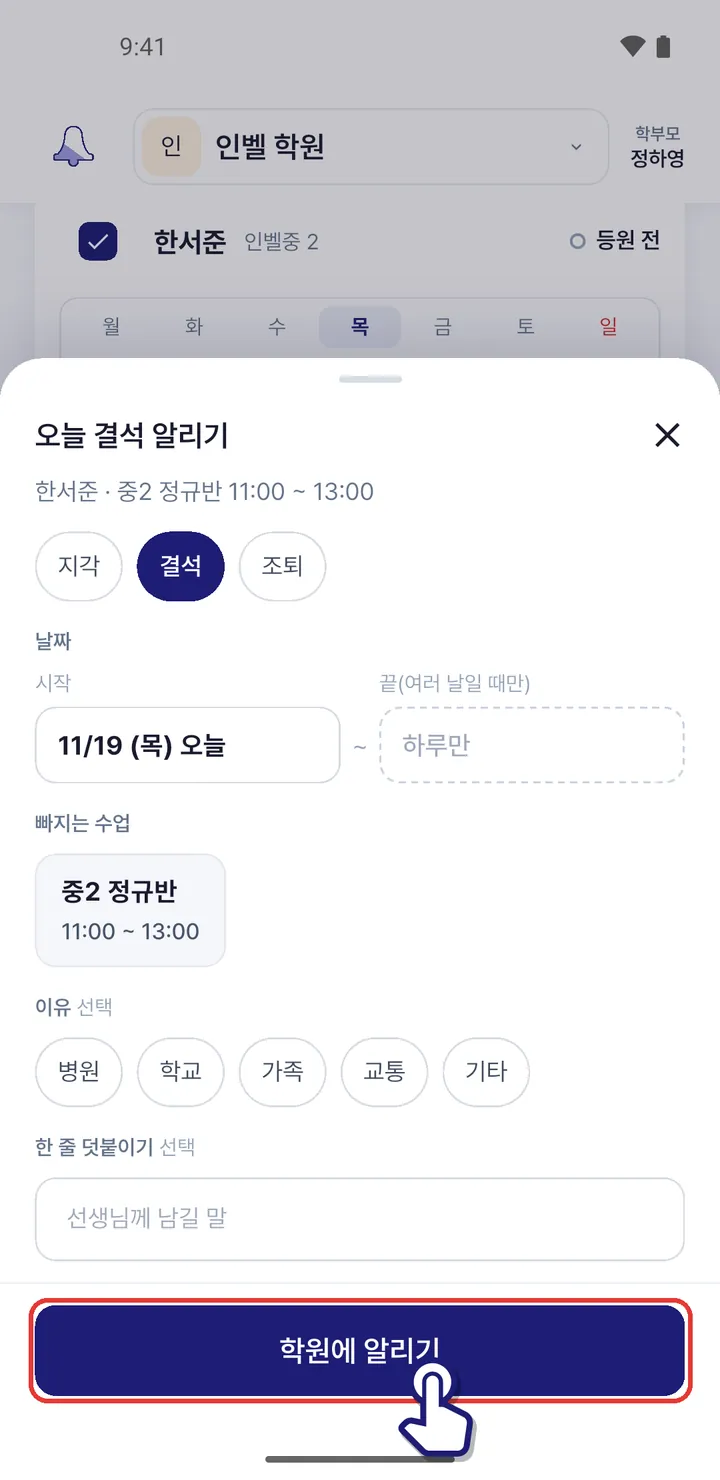 9:41
인 인벨 학원
학부모
정하영
한서준 인벨중 2 등원 전
월 화 수 목 금 토 일
오늘 결석 알리기
한서준 · 중2 정규반 11:00 ~ 13:00
지각 결석 조퇴
날짜
시작 끝(여러 날일 때만)
11/19 (목) 오늘 ~ 하루만
빠지는 수업
중2 정규반
11:00 ~ 13:00
이유 선택
병원 학교 가족 교통 기타
한 줄 덧붙이기 선택
선생님께 남길 말
학원에 알리기